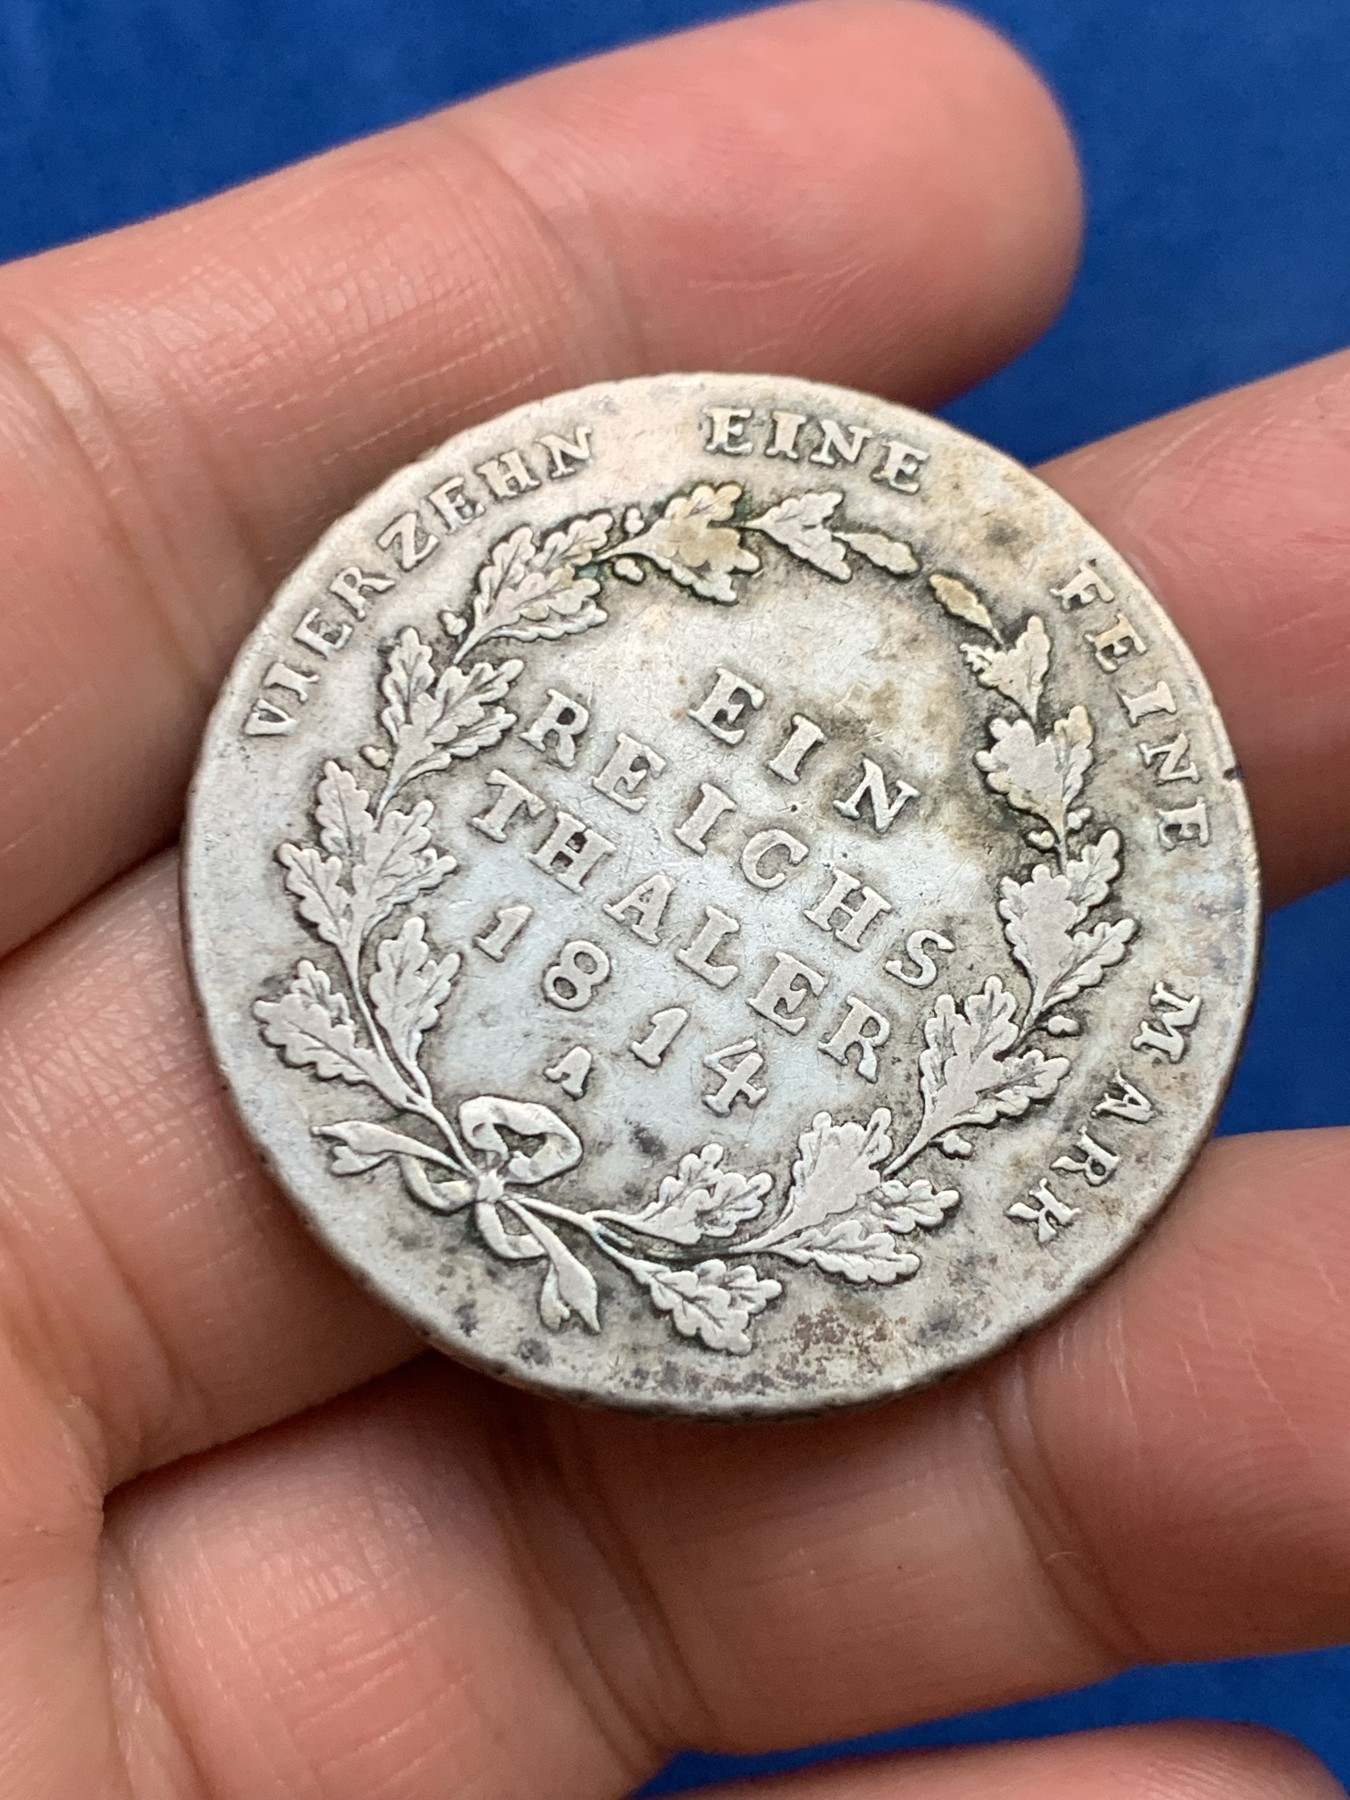 VIERZEHN EINE FEINE MARK
EIN
REICHS
THALER
1814
A